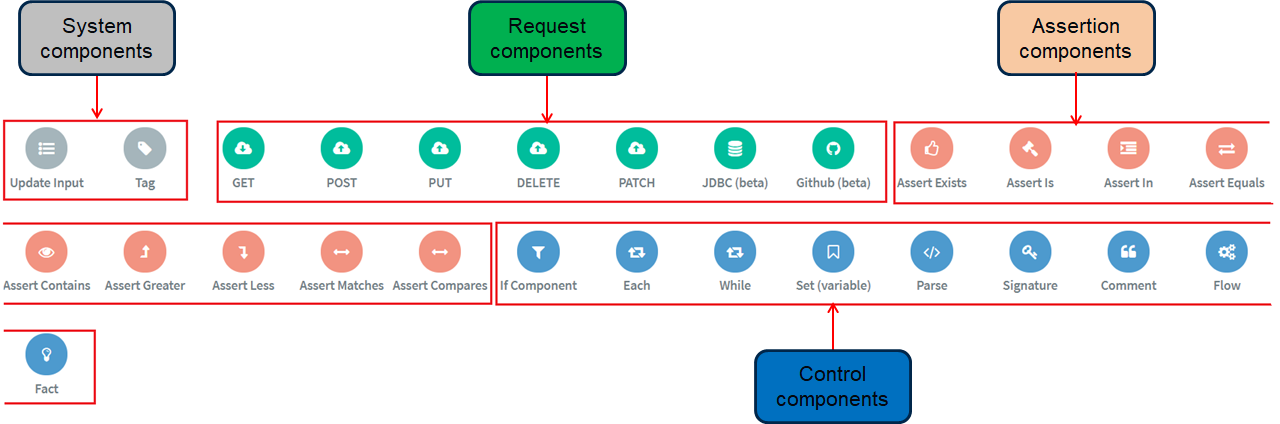 System
components
Request
components
Assertion
components
Update Input
Tag
GET
POST
PUT
DELETE
PATCH
JDBC (beta)
Github (beta)
Assert Exists
Assert Is
Assert In
Assert Equals
Assert Contains
Assert Greater
Assert Less
Assert Matches
Assert Compares
If Component
Each
While
Set (variable)
Parse
Signature
Comment
Flow
Fact
Control
components